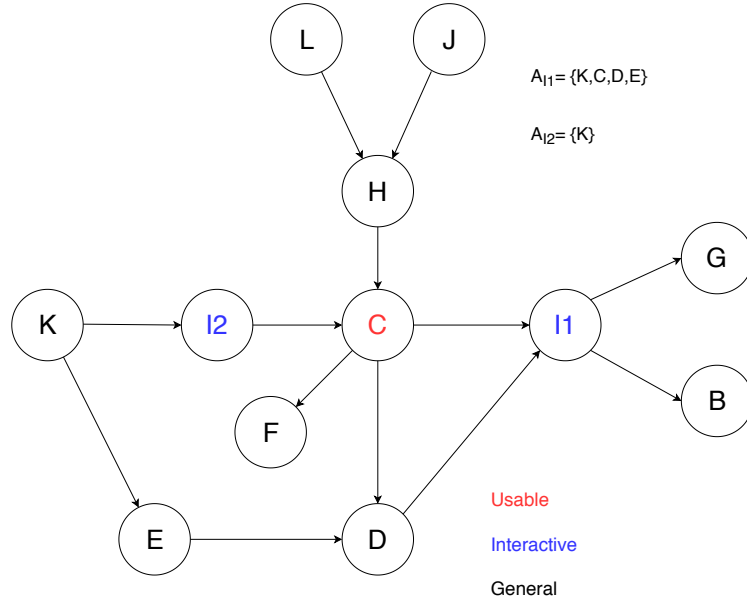 L
J
A_I1= {K,C,D,E}
A_I2= {K}
H
G
K
I2
C
I1
B
F
Usable
E
D
Interactive
General